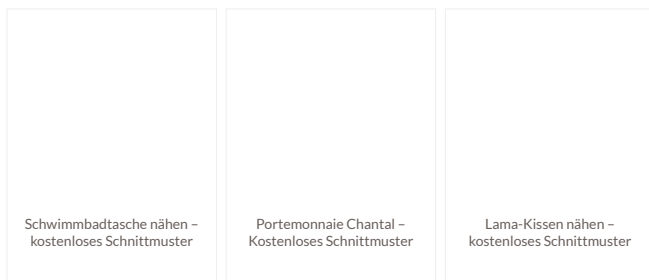 Schwimmbadtasche nähen –
kostenloses Schnittmuster
Portemonnaie Chantal –
Kostenloses Schnittmuster
Lama-Kissen nähen –
kostenloses Schnittmuster